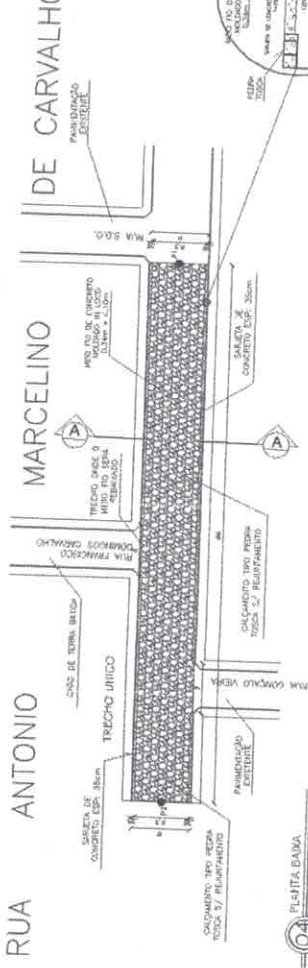 RUA ANTONIO MARCELINO DE CARVALHO
CHÃO DE TERRA BATIDA
TRECHO ONDE O
MEIO FIO SERÁ
REBAIXADO
MEIO FIO DE CONCRETO
MOLDADO IN LOCO
PAVIMENTAÇÃO
EXISTENTE
SARJETA DE
CONCRETO ESP. 35cm
TRECHO UNICO
RUA FRANCISCO
DOMINGOS CARVALHO
A
RUA S.D.O.
P1
P2
PEDRA
TOSCA
CALÇAMENTO TIPO PEDRA
TOSCA S/ REJUNTAMENTO
PAVIMENTAÇÃO
EXISTENTE
RUA GONÇALO VIEIRA
CALÇAMENTO TIPO PEDRA
TOSCA S/ REJUNTAMENTO
A
SARJETA DE
CONCRETO ESP. 35cm
PLANTA BAIXA